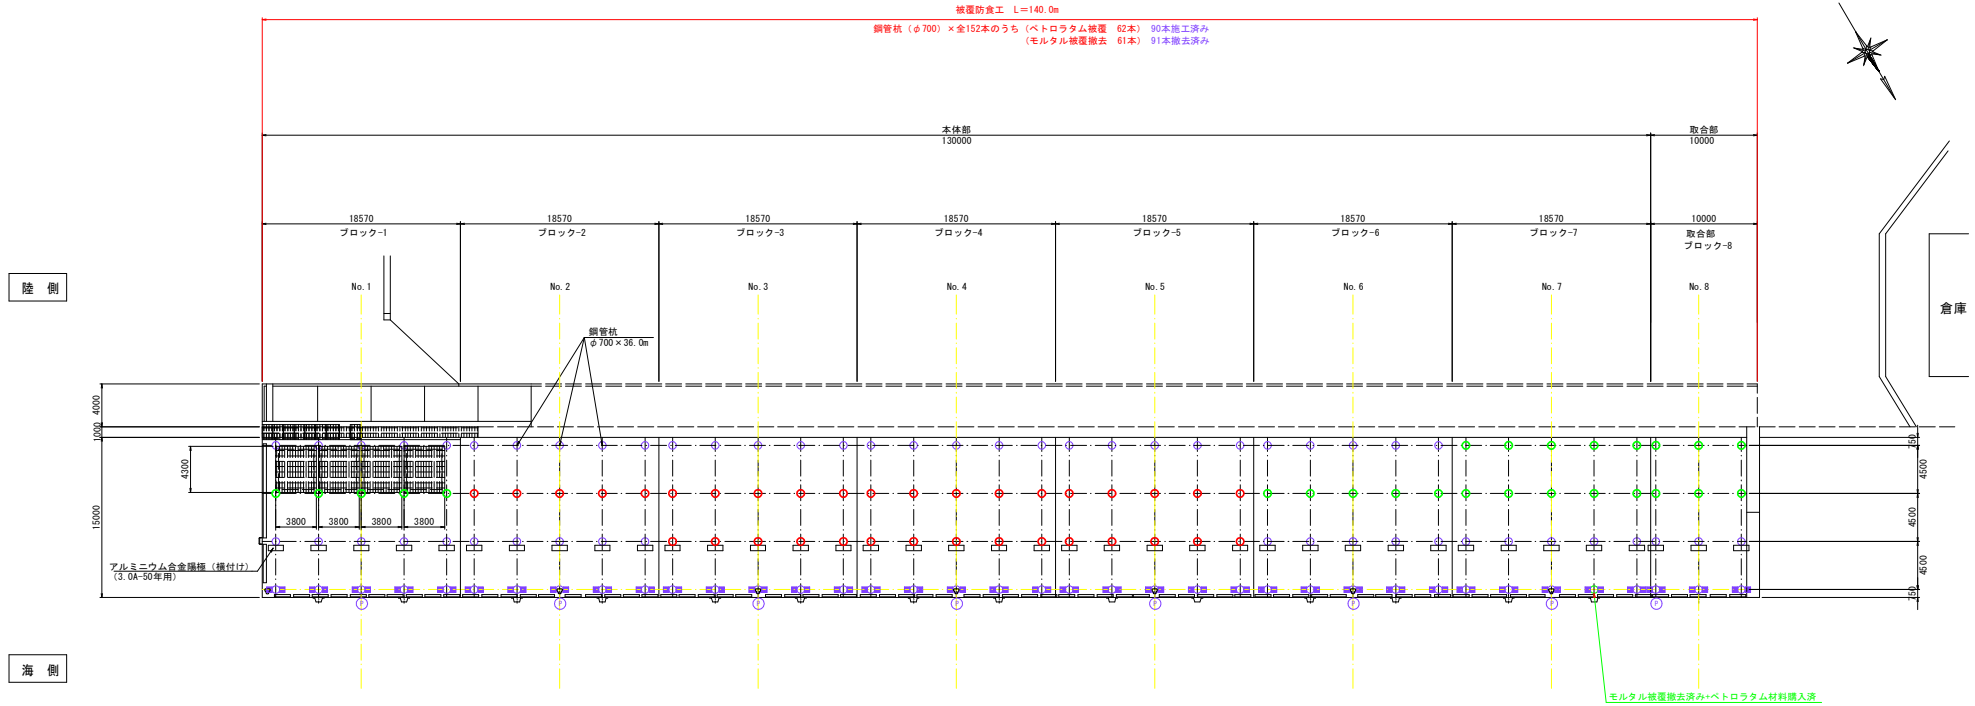 被覆防食工 L=140.0m
鋼管杭(φ700)×全152本のうち(ペトロラタム被覆 62本) 90本施工済み
(モルタル被覆撤去 61本) 91本撤去済み
本体部
130000
取合部
10000
18570
18570
18570
18570
18570
18570
18570
10000
ブロック-1
ブロック-2
ブロック-3
ブロック-4
ブロック-5
ブロック-6
ブロック-7
取合部
ブロック-8
陸 側
No.1
No.2
No.3
No.4
No.5
No.6
No.7
No.8
倉庫
鋼管杭
φ700×36.0m
4000
1000
15000
4300
3800
3800
3800
3800
750
4500
4500
4500
750
アルミニウム合金陽極(横付け)
(3.0A-50年用)
P
P
P
P
P
P
P
P
海 側
モルタル被覆撤去済み+ペトロラタム材料購入済